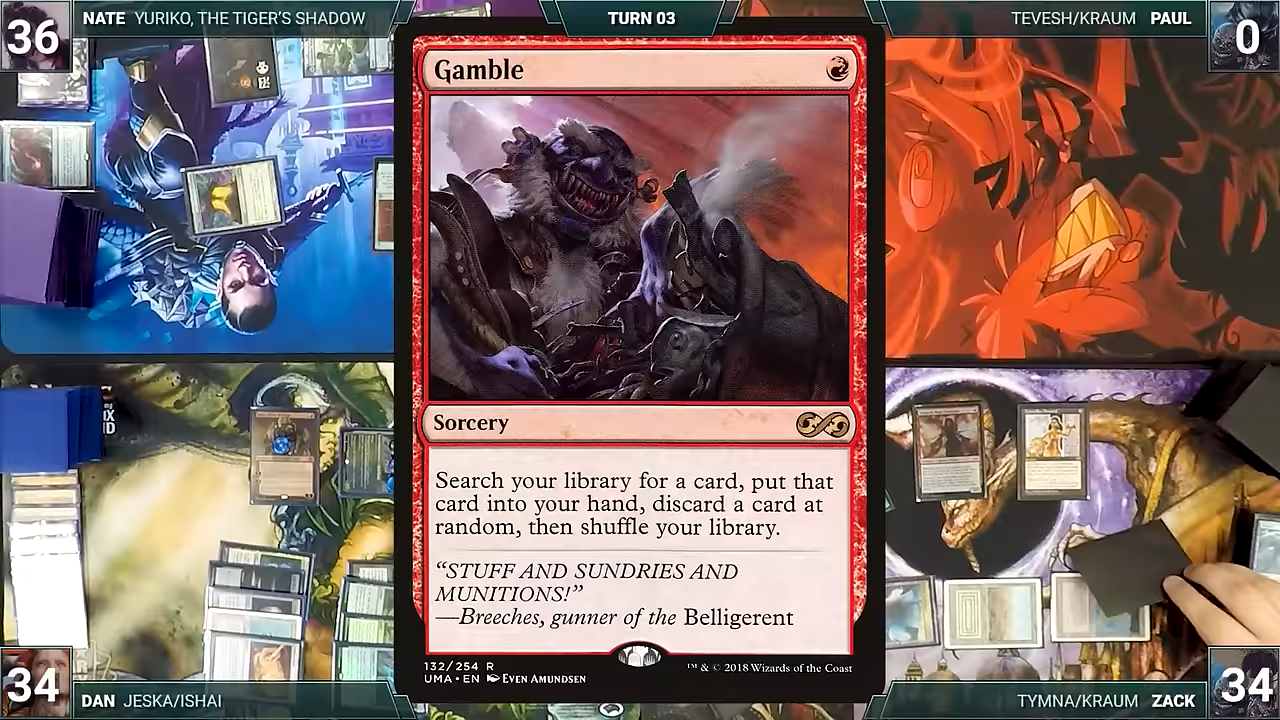 36
NATE YURIKO, THE TIGER'S SHADOW
TURN 03
TEVESH/KRAUM PAUL
0
Gamble
Sorcery
Search your library for a card, put that
card into your hand, discard a card at
random, then shuffle your library.
“STUFF AND SUNDRIES AND
MUNITIONS!”
—Breeches, gunner of the Belligerent
132/254 R
UMA • EN EVEN AMUNDSEN
™ & © 2018 Wizards of the Coast
34
DAN JESKA/ISHAI
TYMNA/KRAUM ZACK
34